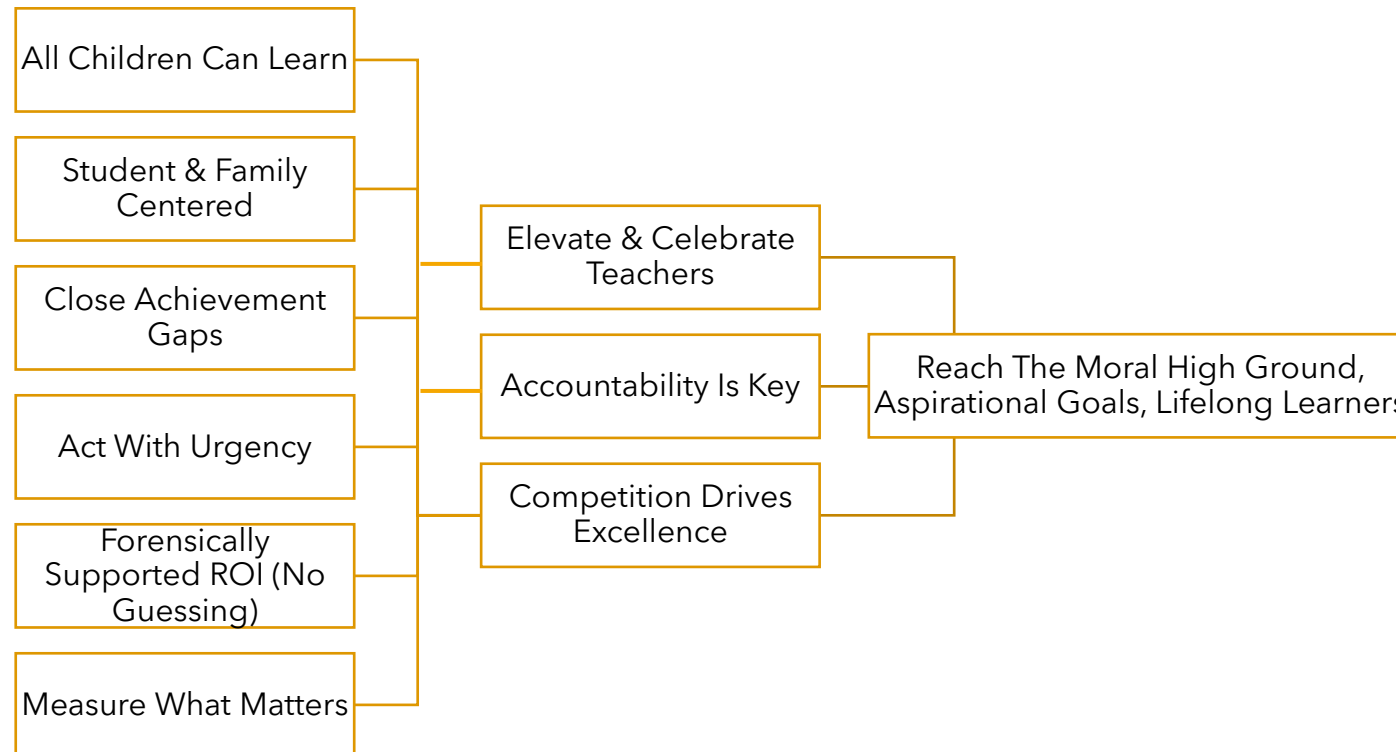 All Children Can Learn
Student & Family
Centered
Close Achievement
Gaps
Act With Urgency
Forensically
Supported ROI (No
Guessing)
Measure What Matters
Elevate & Celebrate
Teachers
Accountability Is Key
Competition Drives
Excellence
Reach The Moral High Ground,
Aspirational Goals, Lifelong Learners